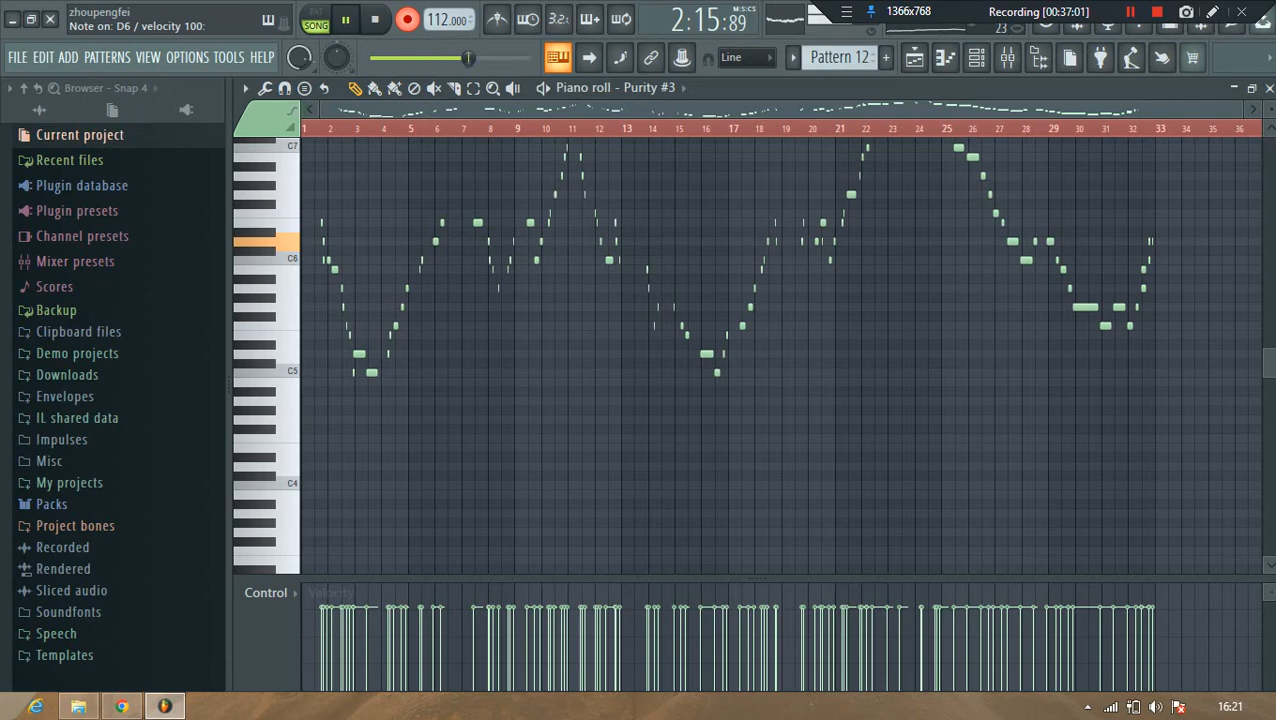 zhoupengfei
Note on: D6 / velocity 100:
PAT
SONG
112.000
3.2
2:15:89
M:S:CS
1366x768
Recording [00:37:01]
23
FILE EDIT ADD PATTERNS VIEW OPTIONS TOOLS HELP
Line
Pattern 12
Browser - Snap 4
Piano roll - Purity #3
Current project
Recent files
Plugin database
Plugin presets
Channel presets
Mixer presets
Scores
Backup
Clipboard files
Demo projects
Downloads
Envelopes
IL shared data
Impulses
Misc
My projects
Packs
Project bones
Recorded
Rendered
Sliced audio
Soundfonts
Speech
Templates
1 2 3 4 5 6 7 8 9 10 11 12 13 14 15 16 17 18 19 20 21 22 23 24 25 26 27 28 29 30 31 32 33 34 35 36
C7
C6
C5
C4
Control
Velocity
16:21